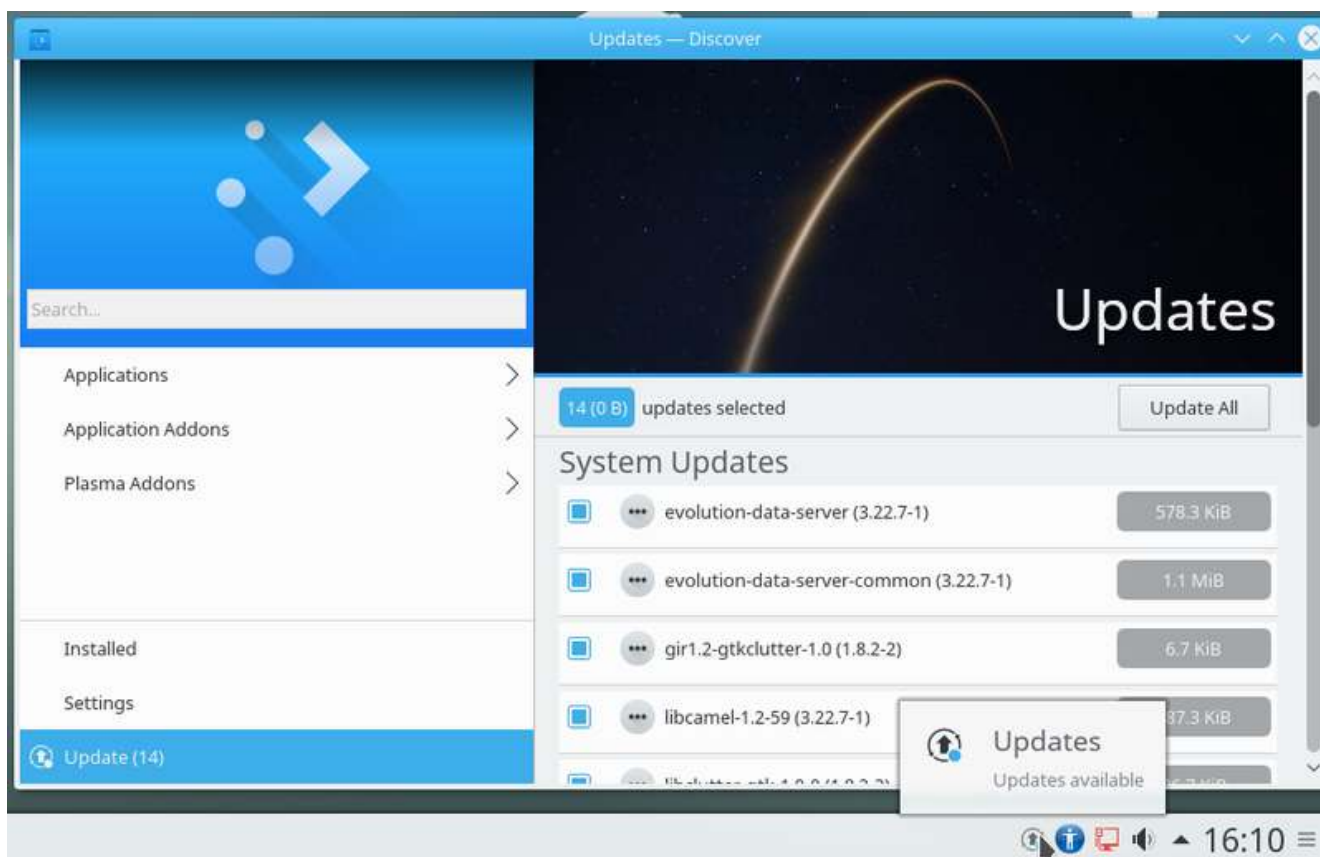 Updates — Discover
Search...
Applications
Application Addons
Plasma Addons
Installed
Settings
Update (14)
Updates
14 (0 B) updates selected
Update All
System Updates
evolution-data-server (3.22.7-1) 578.3 KiB
evolution-data-server-common (3.22.7-1) 1.1 MiB
gir1.2-gtkclutter-1.0 (1.8.2-2) 6.7 KiB
libcamel-1.2-59 (3.22.7-1)
Updates
Updates available
16:10